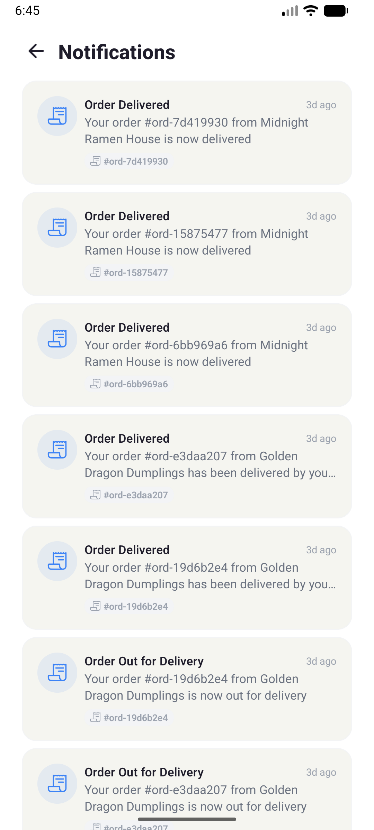 6:45
Notifications
Order Delivered
3d ago
Your order #ord-7d419930 from Midnight
Ramen House is now delivered
#ord-7d419930
Order Delivered
3d ago
Your order #ord-15875477 from Midnight
Ramen House is now delivered
#ord-15875477
Order Delivered
3d ago
Your order #ord-6bb969a6 from Midnight
Ramen House is now delivered
#ord-6bb969a6
Order Delivered
3d ago
Your order #ord-e3daa207 from Golden
Dragon Dumplings has been delivered by you...
#ord-e3daa207
Order Delivered
3d ago
Your order #ord-19d6b2e4 from Golden
Dragon Dumplings has been delivered by you...
#ord-19d6b2e4
Order Out for Delivery
3d ago
Your order #ord-19d6b2e4 from Golden
Dragon Dumplings is now out for delivery
#ord-19d6b2e4
Order Out for Delivery
3d ago
Your order #ord-e3daa207 from Golden
Dragon Dumplings is now out for delivery
#ord-e3daa207